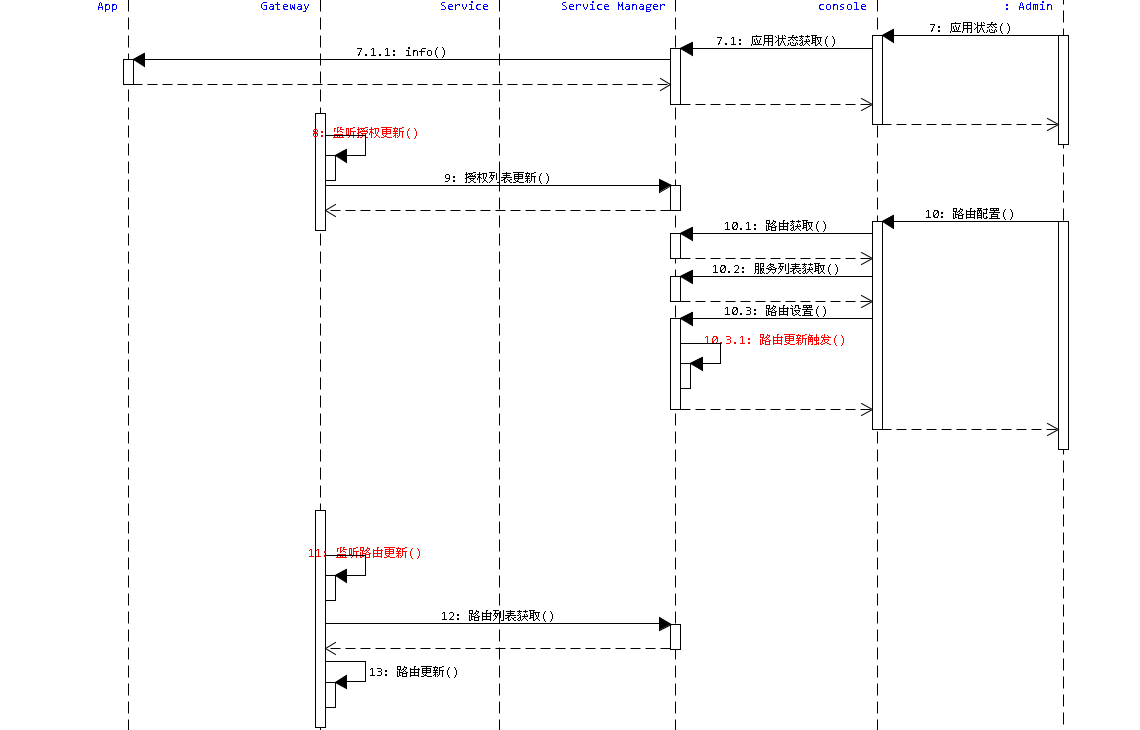 App Gateway Service Service Manager console : Admin
7: 应用状态()
7.1: 应用状态获取()
7.1.1: info()
8: 监听授权更新()
9: 授权列表更新()
10: 路由配置()
10.1: 路由获取()
10.2: 服务列表获取()
10.3: 路由设置()
10.3.1: 路由更新触发()
11: 监听路由更新()
12: 路由列表获取()
13: 路由更新()